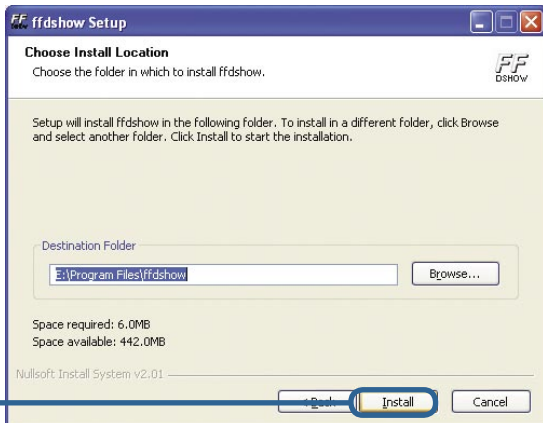 ffdshow Setup
Choose Install Location
Choose the folder in which to install ffdshow.
FF
DSHOW
Setup will install ffdshow in the following folder. To install in a different folder, click Browse
and select another folder. Click Install to start the installation.
Destination Folder
E:\Program Files\ffdshow
Browse...
Space required: 6.0MB
Space available: 442.0MB
Nullsoft Install System v2.01
Install
Cancel